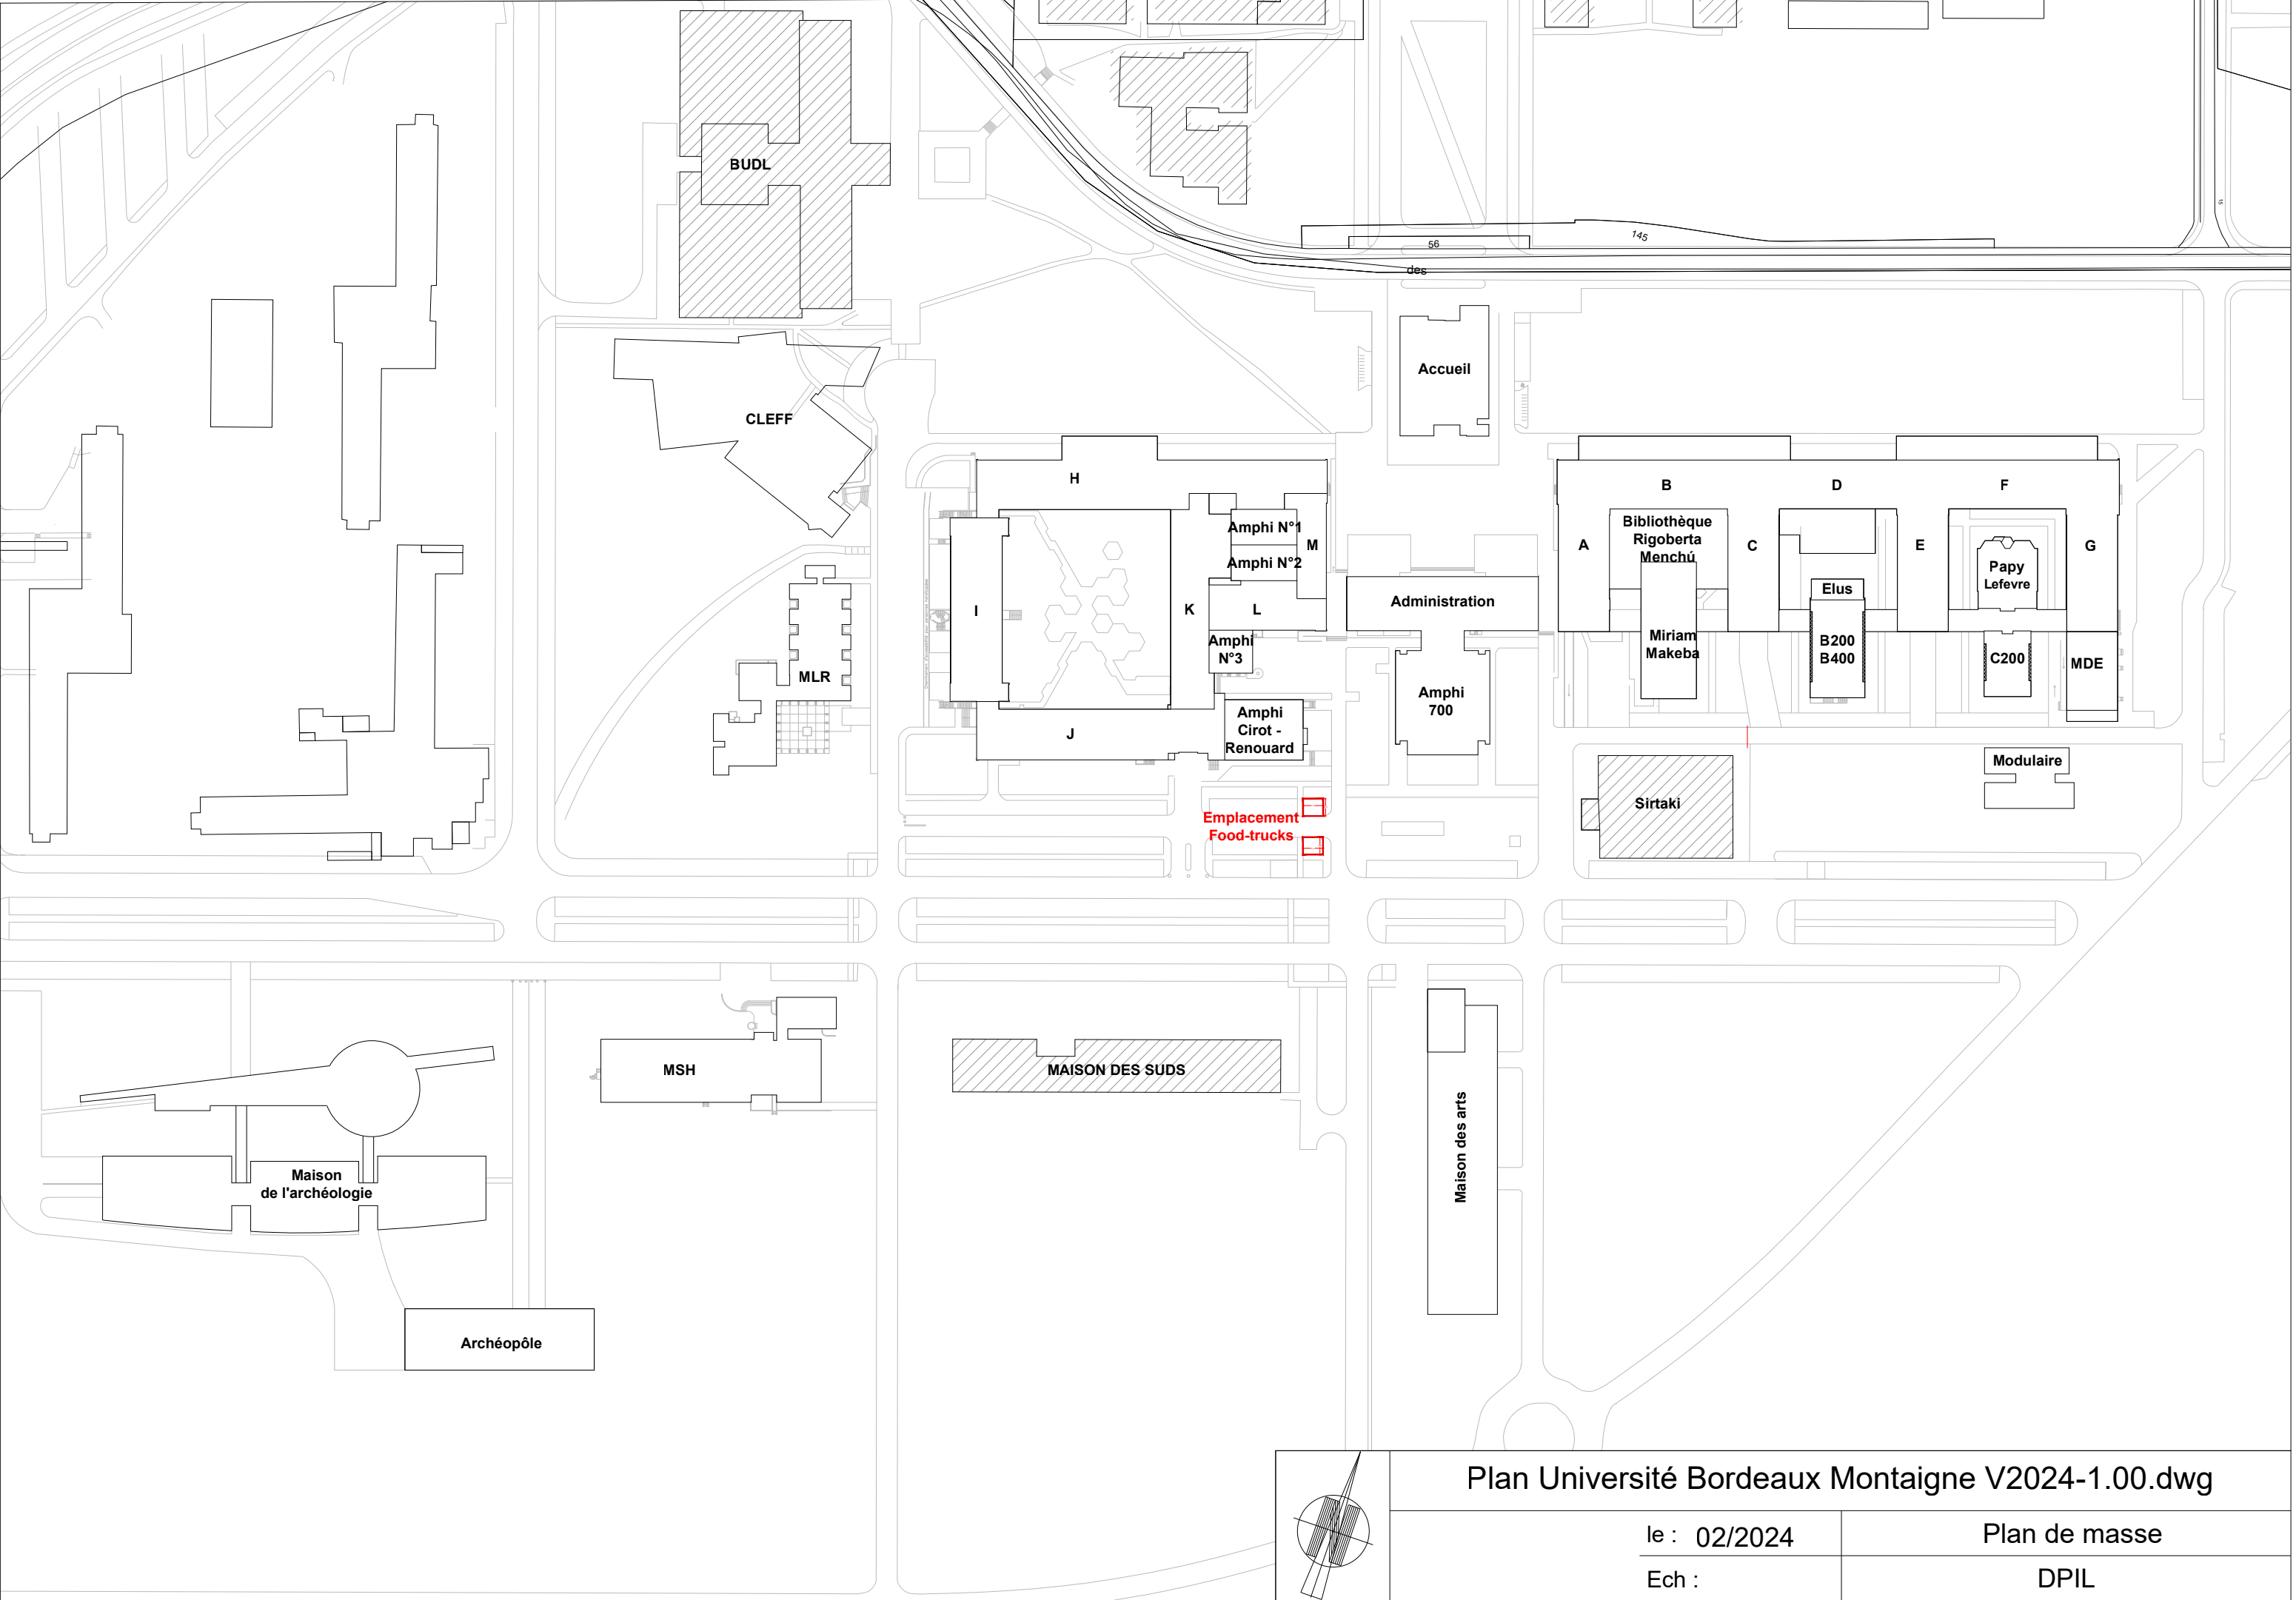 BUDL
15
145
56
des
Accueil
CLEFF
H
B
D
F
Amphi N°1
Bibliothèque
Rigoberta
Menchú
M
A
C
E
G
Amphi N°2
Papy
Lefevre
Elus
I
K
L
Administration
Amphi
N°3
Miriam
Makeba
B200
B400
C200
MDE
MLR
Amphi
700
Amphi
Cirot -
Renouard
J
Modulaire
Sirtaki
Emplacement
Food-trucks
MSH
MAISON DES SUDS
Maison des arts
Maison
de l'archéologie
Archéopôle
Plan Université Bordeaux Montaigne V2024-1.00.dwg
le : 02/2024
Plan de masse
Ech :
DPIL